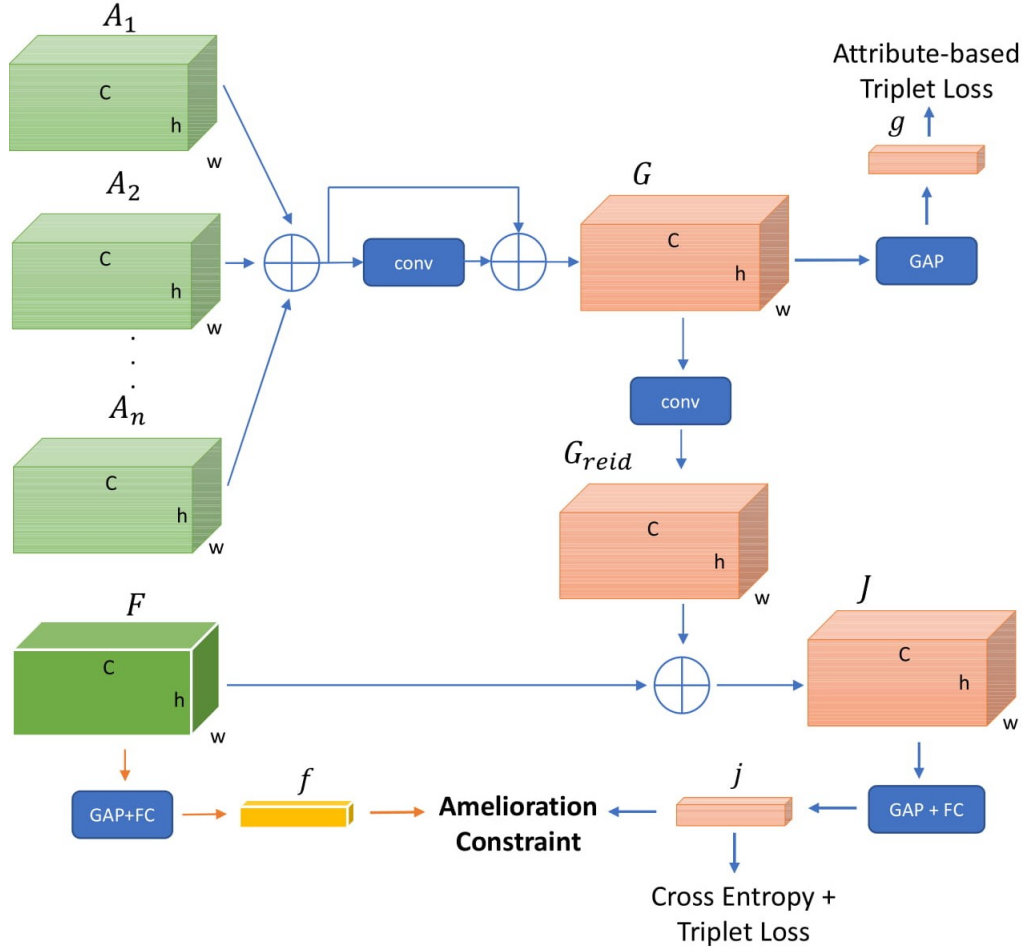 A₁
C
h
w
A₂
C
h
w
.
.
.
Aₙ
C
h
w
conv
G
C
h
w
Attribute-based
Triplet Loss
g
GAP
conv
G_reid
C
h
w
F
C
h
w
J
C
h
w
GAP+FC
f
Amelioration
Constraint
j
GAP + FC
Cross Entropy +
Triplet Loss